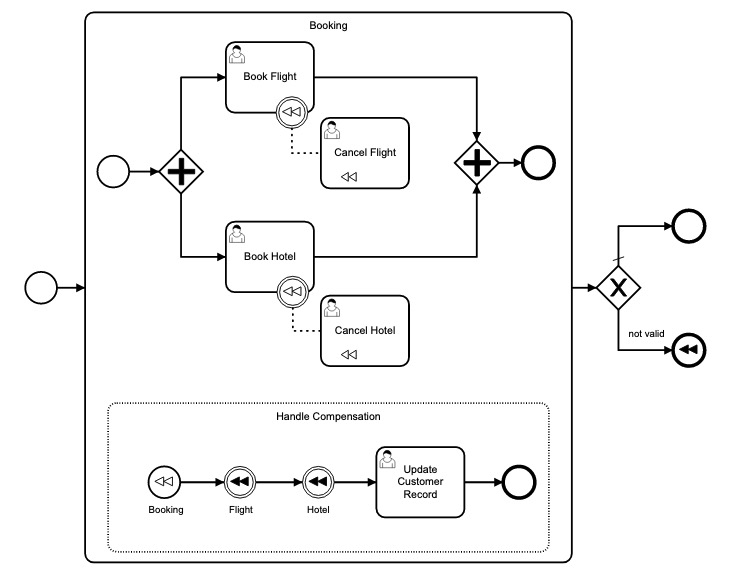 Booking
Book Flight
Cancel Flight
Book Hotel
Cancel Hotel
not valid
Handle Compensation
Update
Customer
Record
Booking
Flight
Hotel